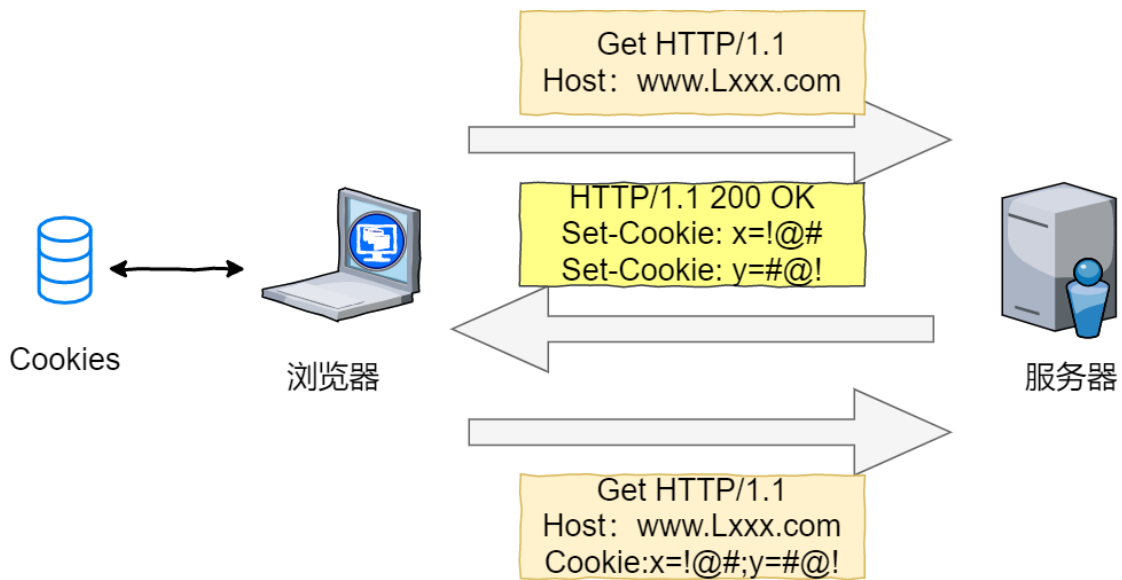 Get HTTP/1.1
Host：www.Lxxx.com
HTTP/1.1 200 OK
Set-Cookie: x=!@#
Set-Cookie: y=#@!
Cookies
浏览器
服务器
Get HTTP/1.1
Host：www.Lxxx.com
Cookie:x=!@#;y=#@!